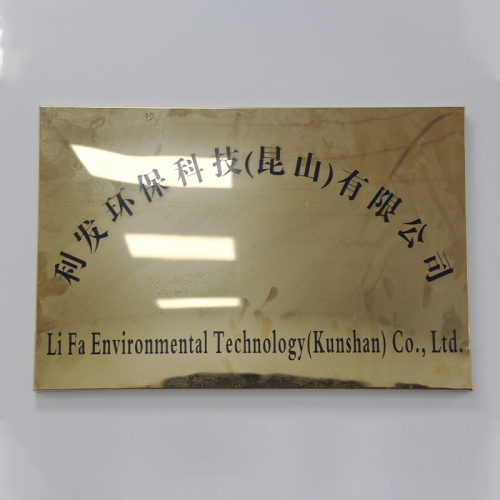 利发环保科技(昆山)有限公司
Li Fa Environmental Technology(Kunshan) Co., Ltd.